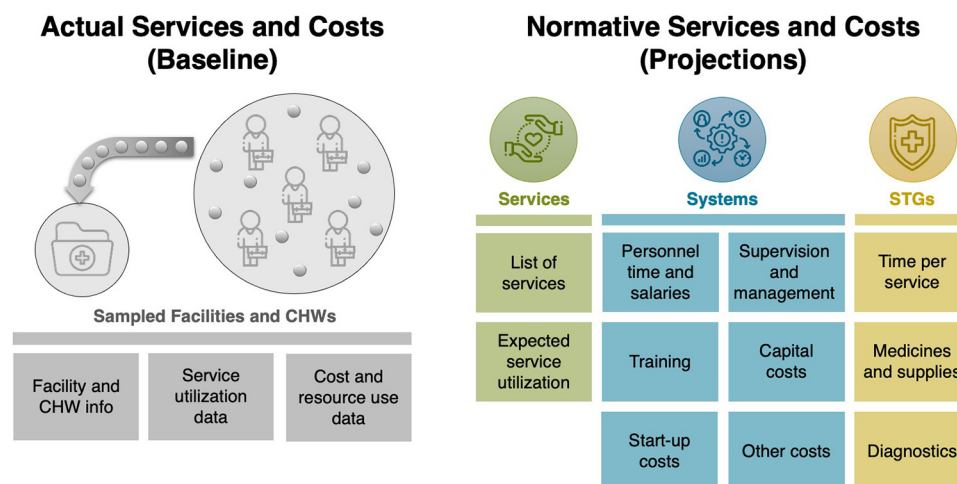 Actual Services and Costs
(Baseline)
Sampled Facilities and CHWs
Facility and
CHW info
Service
utilization
data
Cost and
resource use
data
Normative Services and Costs
(Projections)
Services
Systems
STGs
List of
services
Personnel
time and
salaries
Supervision
and
management
Time per
service
Expected
service
utilization
Training
Capital
costs
Medicines
and supplies
Start-up
costs
Other costs
Diagnostics